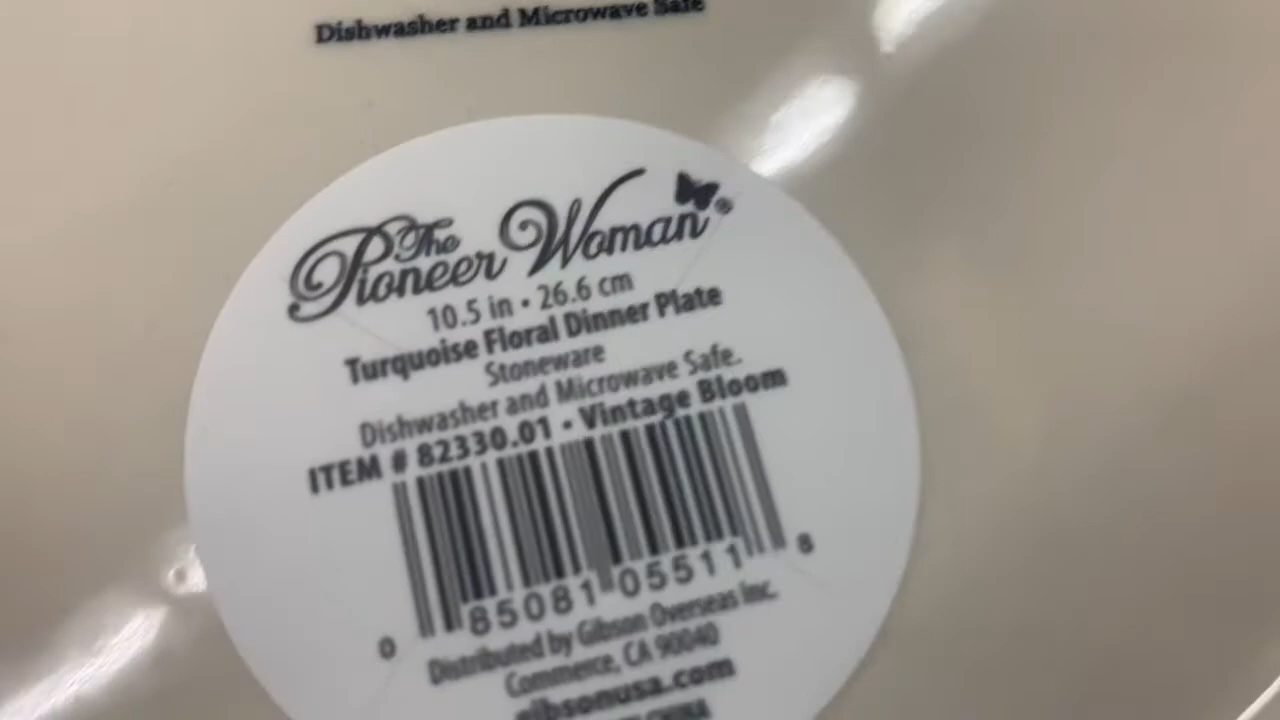 Dishwasher and Microwave Safe
The Pioneer Woman®
10.5 in • 26.6 cm
Turquoise Floral Dinner Plate
Stoneware
Dishwasher and Microwave Safe.
ITEM # 82330.01 • Vintage Bloom
0 85081 05511 8
Distributed by Gibson Overseas Inc.
Commerce, CA 90040
gibsonusa.com
CHINA